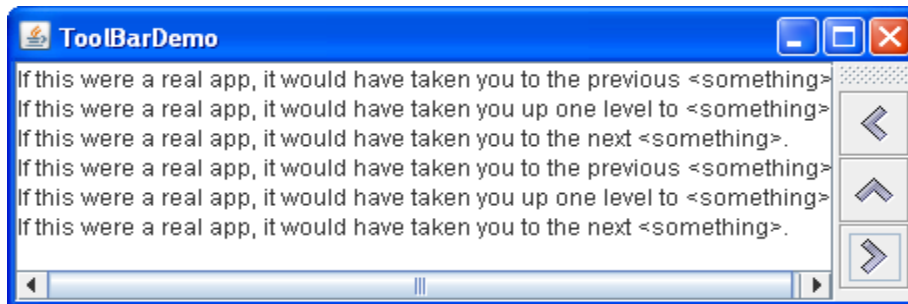 ToolBarDemo
If this were a real app, it would have taken you to the previous <something>
If this were a real app, it would have taken you up one level to <something>
If this were a real app, it would have taken you to the next <something>.
If this were a real app, it would have taken you to the previous <something>
If this were a real app, it would have taken you up one level to <something>
If this were a real app, it would have taken you to the next <something>.